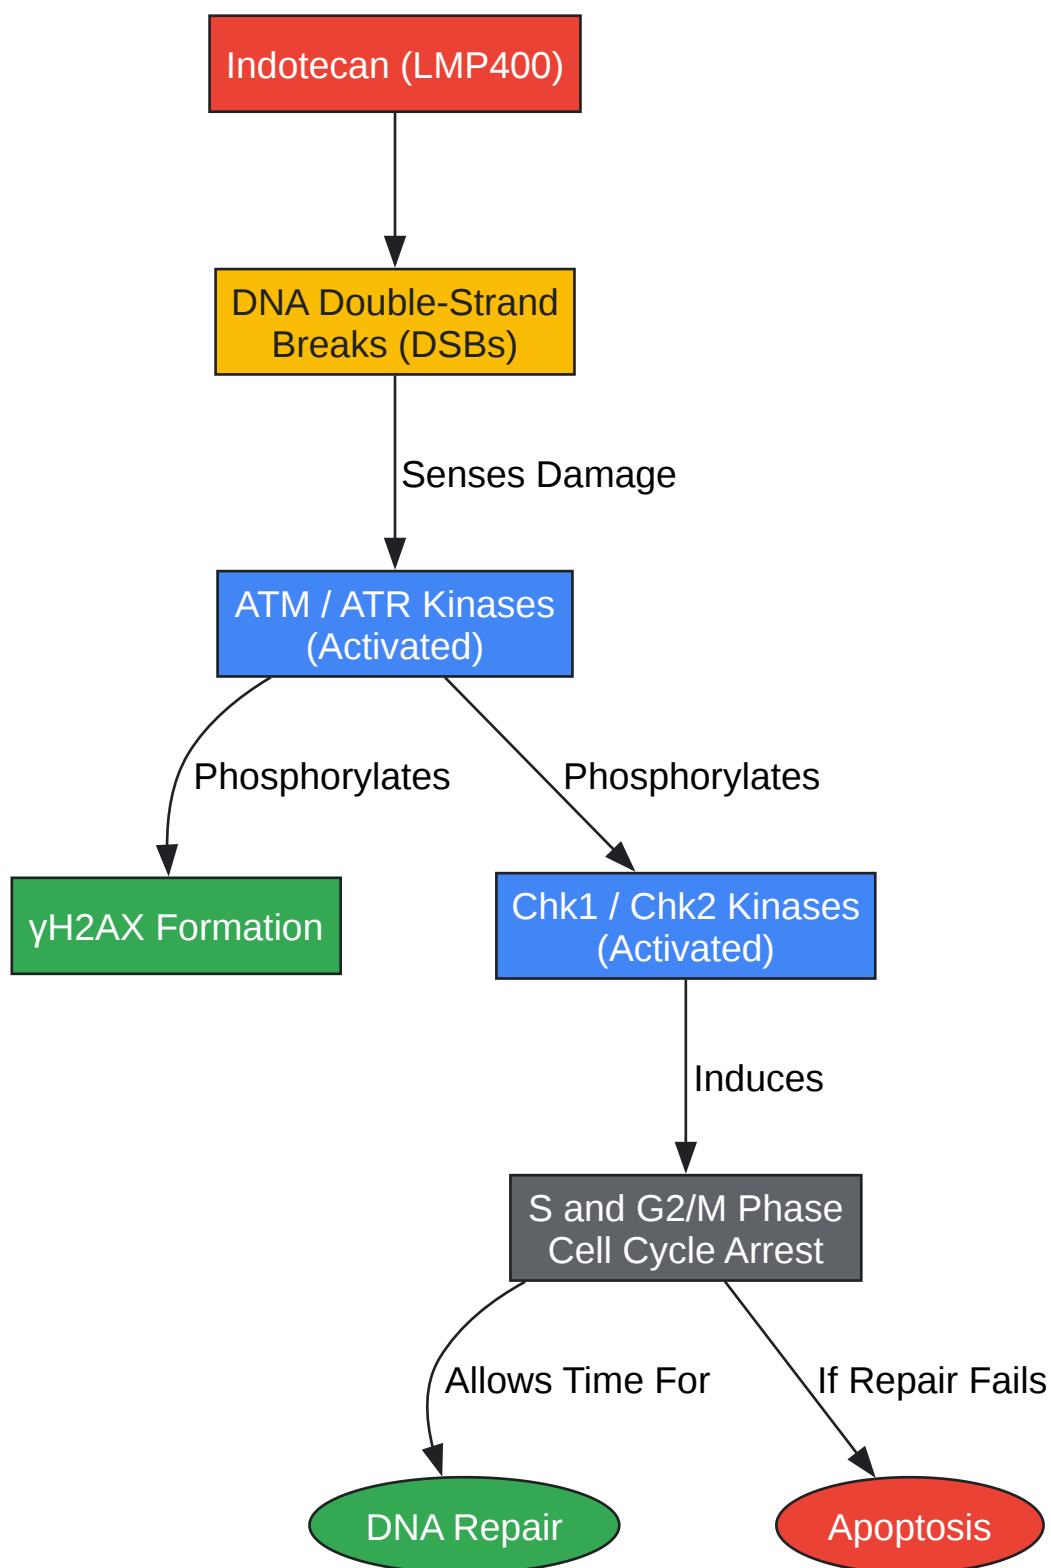 Indotecan (LMP400)
DNA Double-Strand
Breaks (DSBs)
Senses Damage
ATM / ATR Kinases
(Activated)
Phosphorylates
Phosphorylates
γH2AX Formation
Chk1 / Chk2 Kinases
(Activated)
Induces
S and G2/M Phase
Cell Cycle Arrest
Allows Time For
If Repair Fails
DNA Repair
Apoptosis